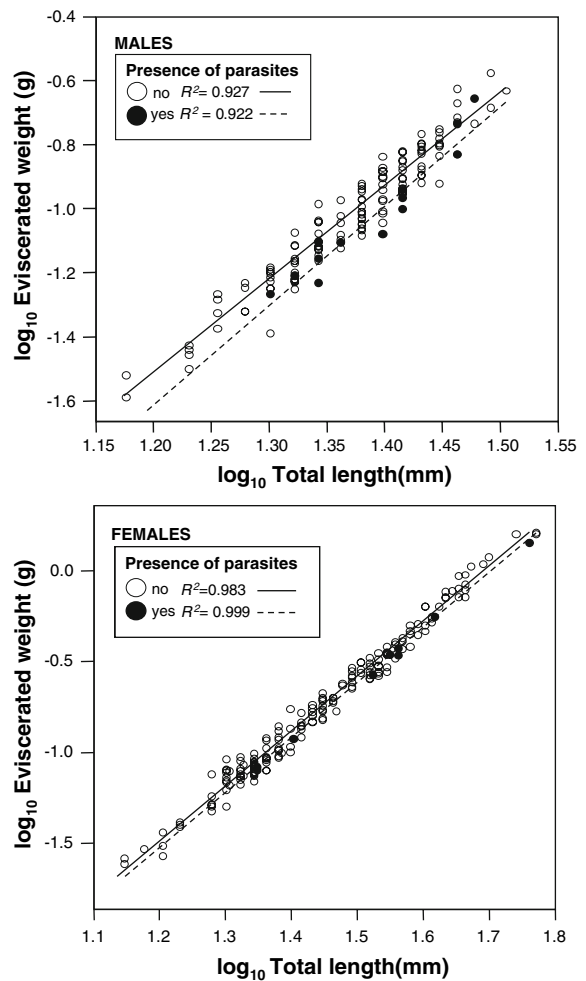 MALES
Presence of parasites
no R²= 0.927
yes R² = 0.922
-0.4
-0.6
-0.8
-1.0
-1.2
-1.4
-1.6
log₁₀ Eviscerated weight (g)
1.15 1.20 1.25 1.30 1.35 1.40 1.45 1.50 1.55
log₁₀ Total length(mm)
FEMALES
Presence of parasites
no R²=0.983
yes R²= 0.999
0.0
-0.5
-1.0
-1.5
log₁₀ Eviscerated weight (g)
1.1 1.2 1.3 1.4 1.5 1.6 1.7 1.8
log₁₀ Total length(mm)